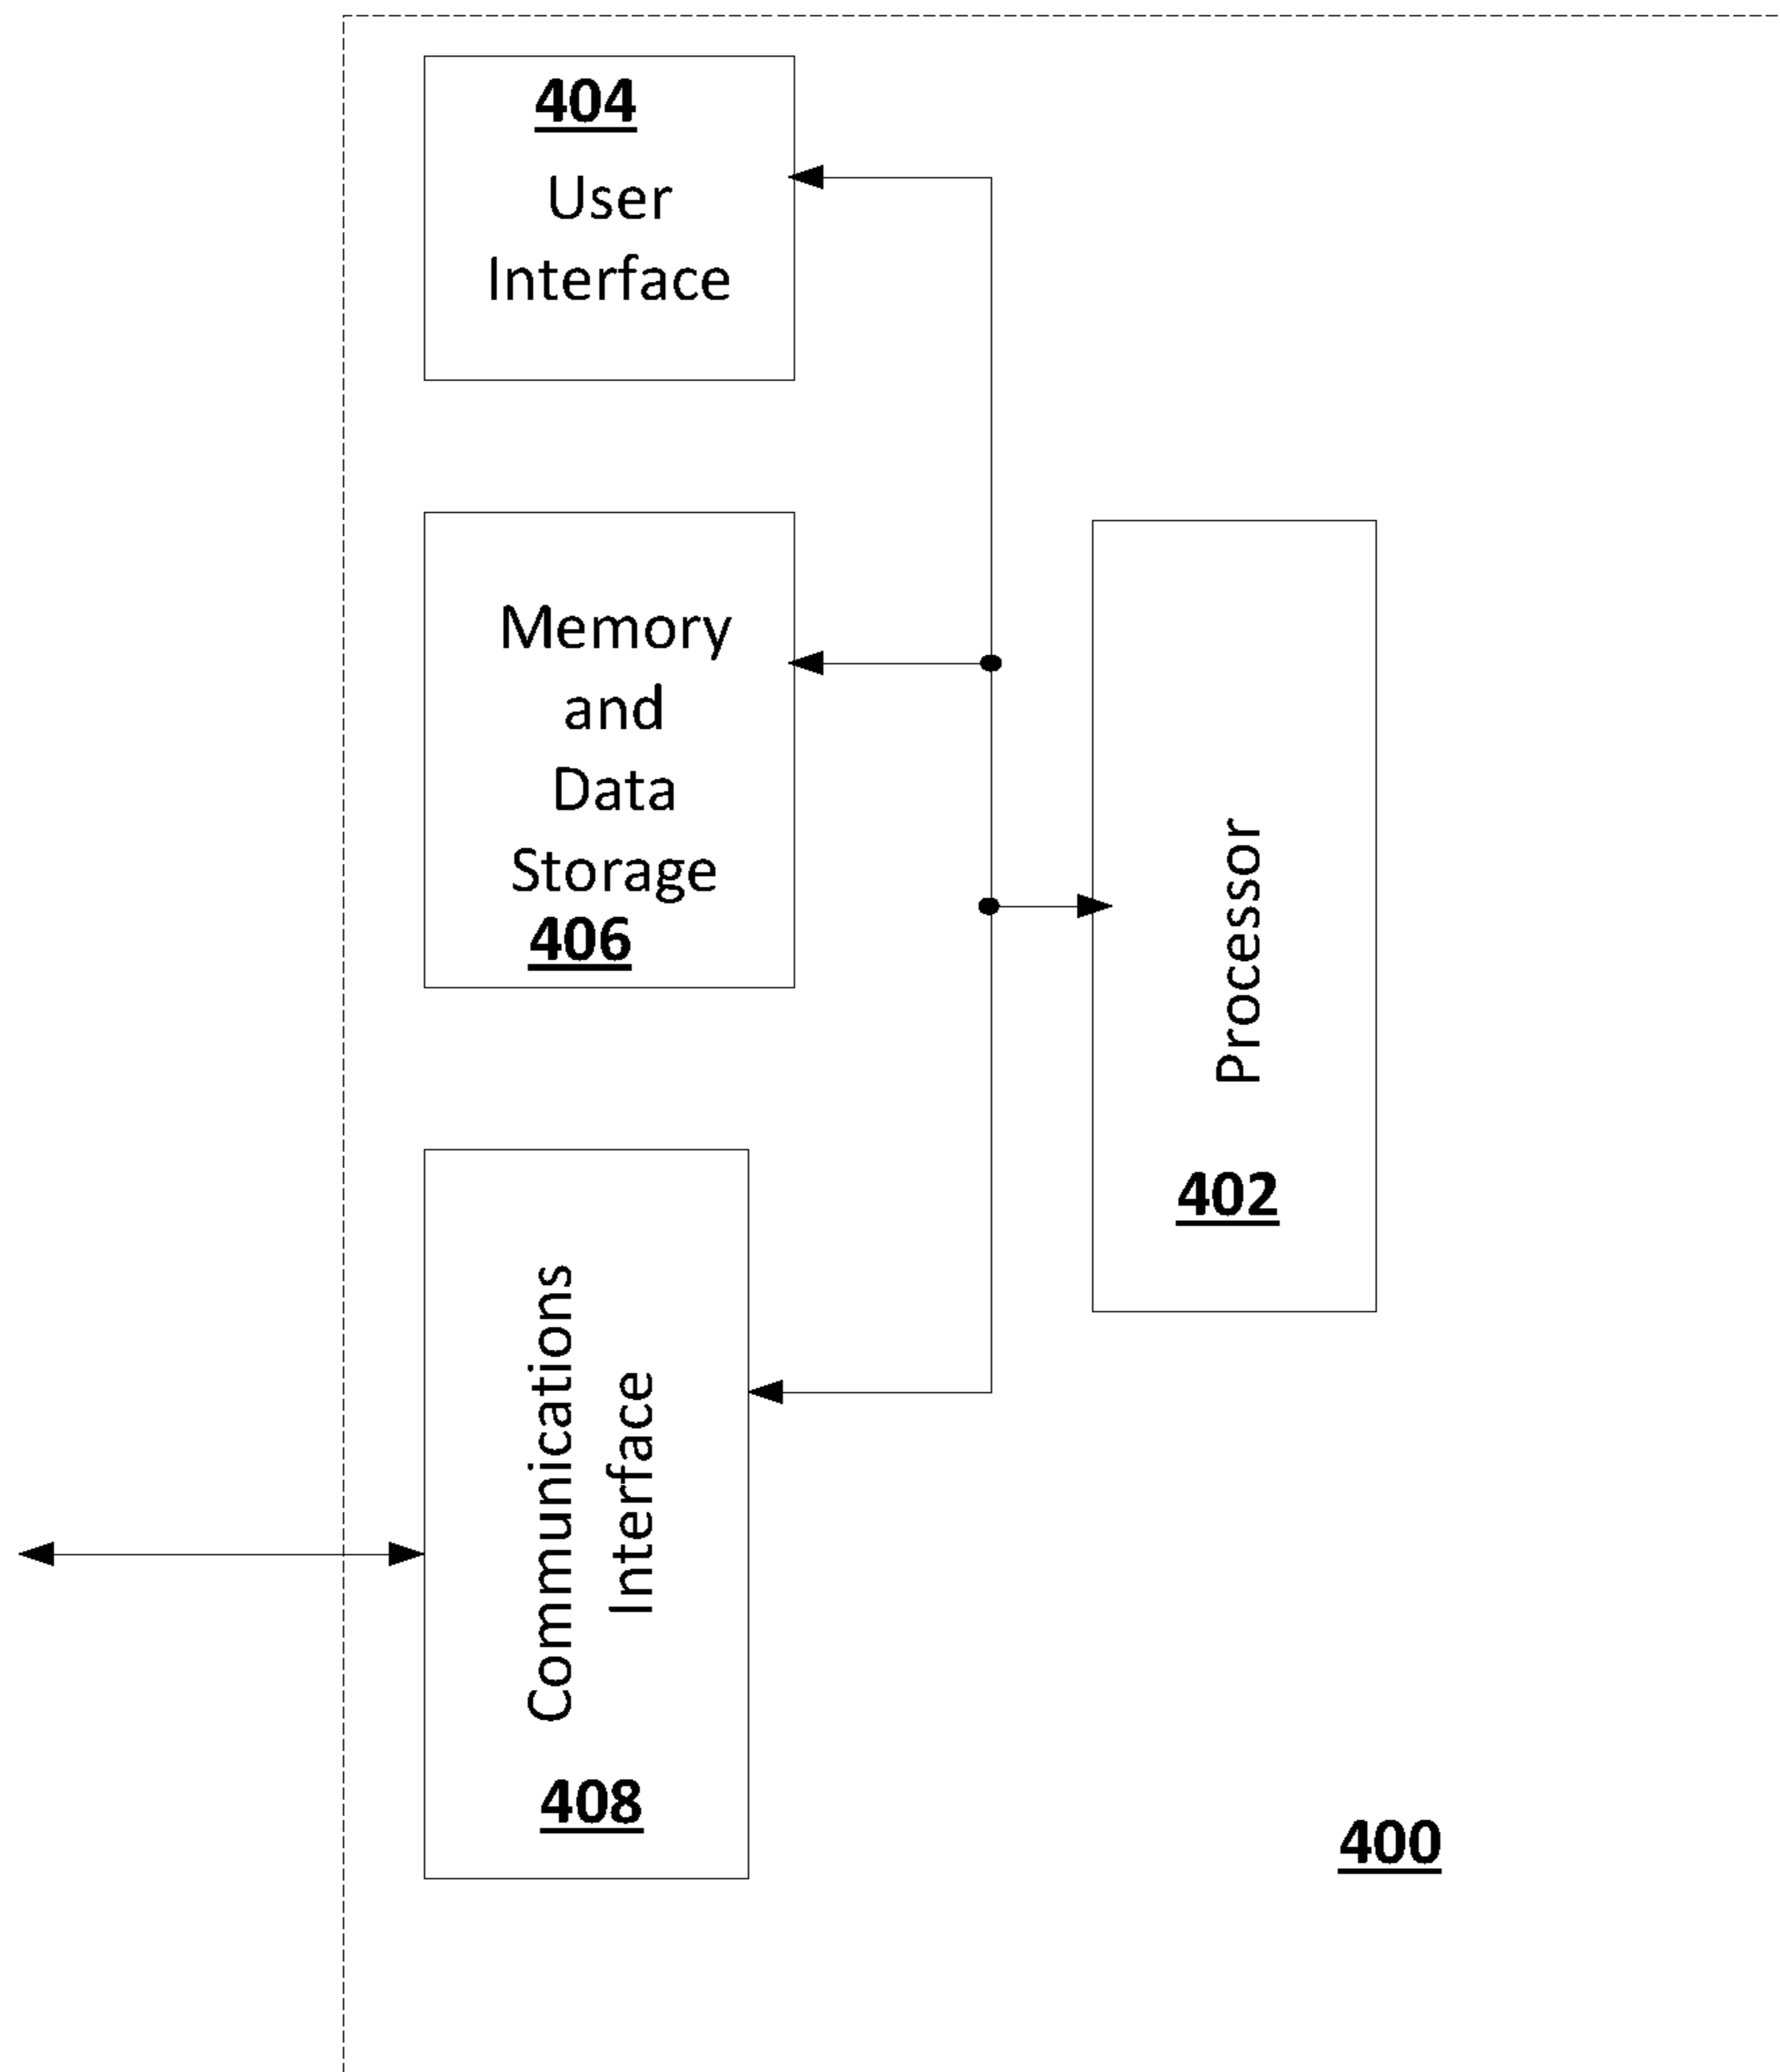 404
User
Interface
Memory
and
Data
Storage
406
Processor
402
Communications
Interface
408
400